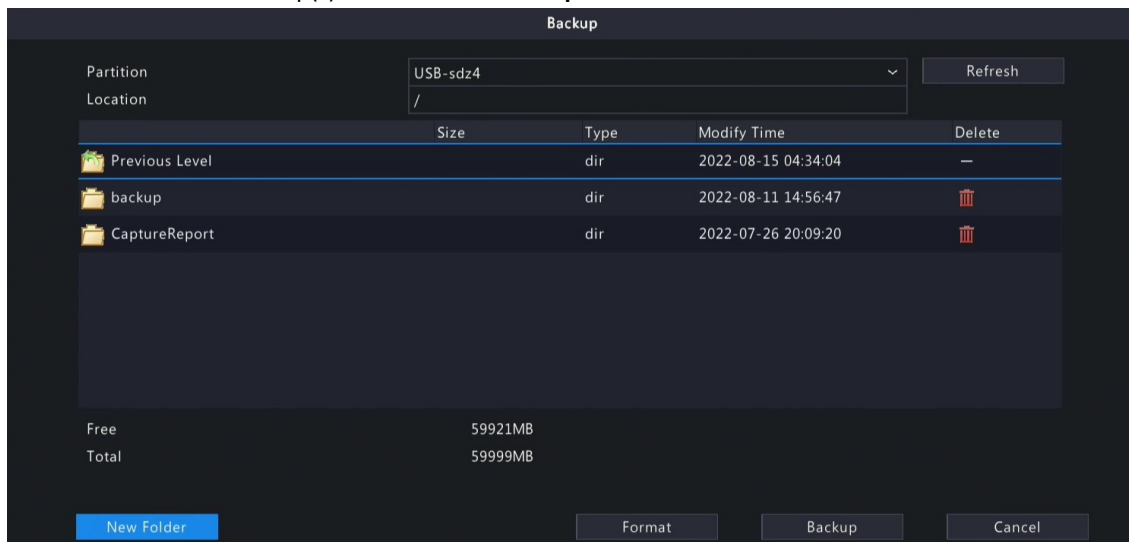 Backup
Partition USB-sdz4 Refresh
Location /
Size Type Modify Time Delete
Previous Level dir 2022-08-15 04:34:04 —
backup dir 2022-08-11 14:56:47
CaptureReport dir 2022-07-26 20:09:20
Free 59921MB
Total 59999MB
New Folder Format Backup Cancel